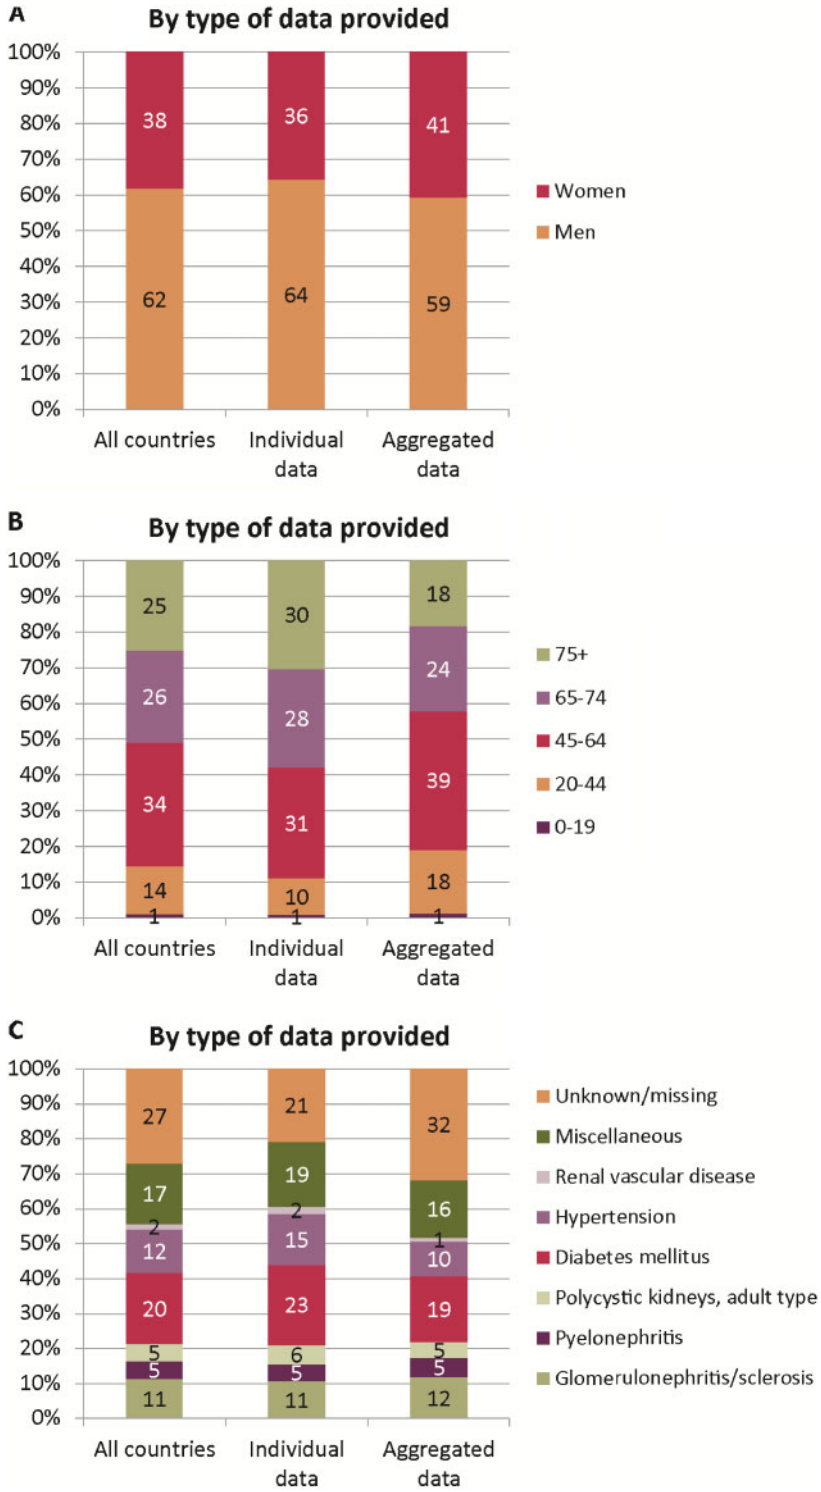 A
By type of data provided
100%
90%
80%
70%
60%
50%
40%
30%
20%
10%
0%
38
36
41
62
64
59
All countries
Individual
data
Aggregated
data
Women
Men
B
By type of data provided
100%
90%
80%
70%
60%
50%
40%
30%
20%
10%
0%
25
30
18
26
28
24
34
31
39
14
10
18
1
1
1
All countries
Individual
data
Aggregated
data
75+
65-74
45-64
20-44
0-19
C
By type of data provided
100%
90%
80%
70%
60%
50%
40%
30%
20%
10%
0%
27
21
32
17
19
16
2
2
1
12
15
10
20
23
19
5
6
5
5
5
5
11
11
12
All countries
Individual
data
Aggregated
data
Unknown/missing
Miscellaneous
Renal vascular disease
Hypertension
Diabetes mellitus
Polycystic kidneys, adult type
Pyelonephritis
Glomerulonephritis/sclerosis